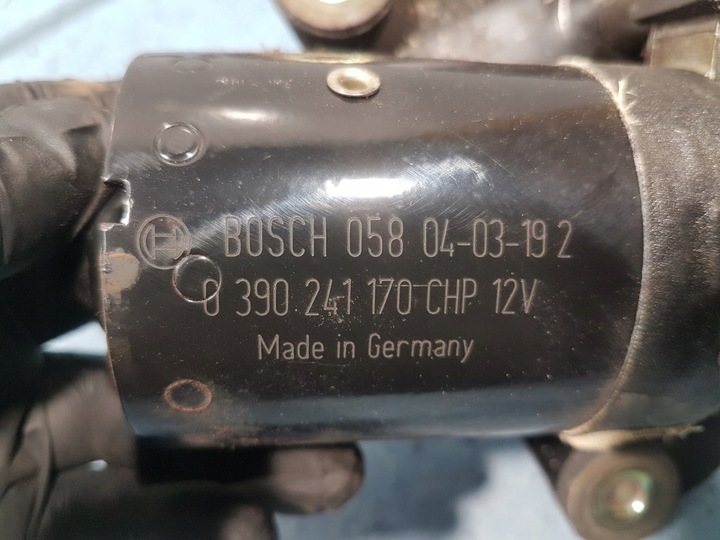 BOSCH 058 04-03-19 2
0 390 241 170 CHP 12V
Made in Germany